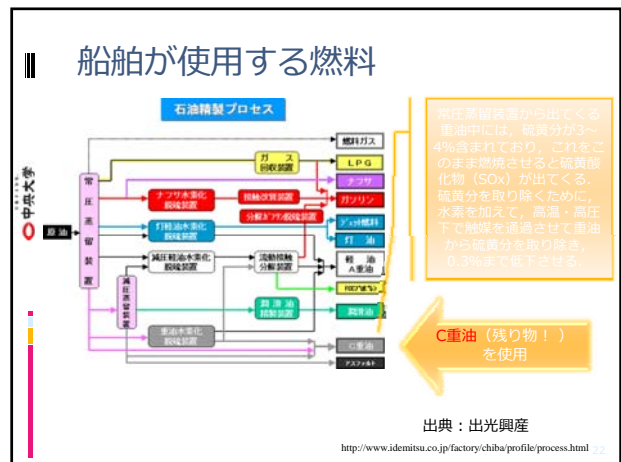 船舶が使用する燃料
中央大学
石油精製プロセス
原油
常圧蒸留装置
ガス
回収装置
ナフサ水素化
脱硫装置
接触改質装置
灯軽油水素化
脱硫装置
減圧軽油水素化
脱硫装置
流動接触
分解装置
減圧蒸留装置
潤滑油
精製装置
重油水素化
脱硫装置
燃料ガス
LPG
ナフサ
ガソリン
ジェット燃料
灯油
軽油
A重油
潤滑油
C重油
アスファルト
常圧蒸留装置から出てくる
重油中には，硫黄分が3～
4%含まれており，これをこ
のまま燃焼させると硫黄酸
化物（SOx）が出てくる．
硫黄分を取り除くために，
水素を加えて，高温・高圧
下で触媒を通過させて重油
から硫黄分を取り除き，
0.3%まで低下させる．
C重油（残り物！）
を使用
出典：出光興産
http://www.idemitsu.co.jp/factory/chiba/profile/process.html
22